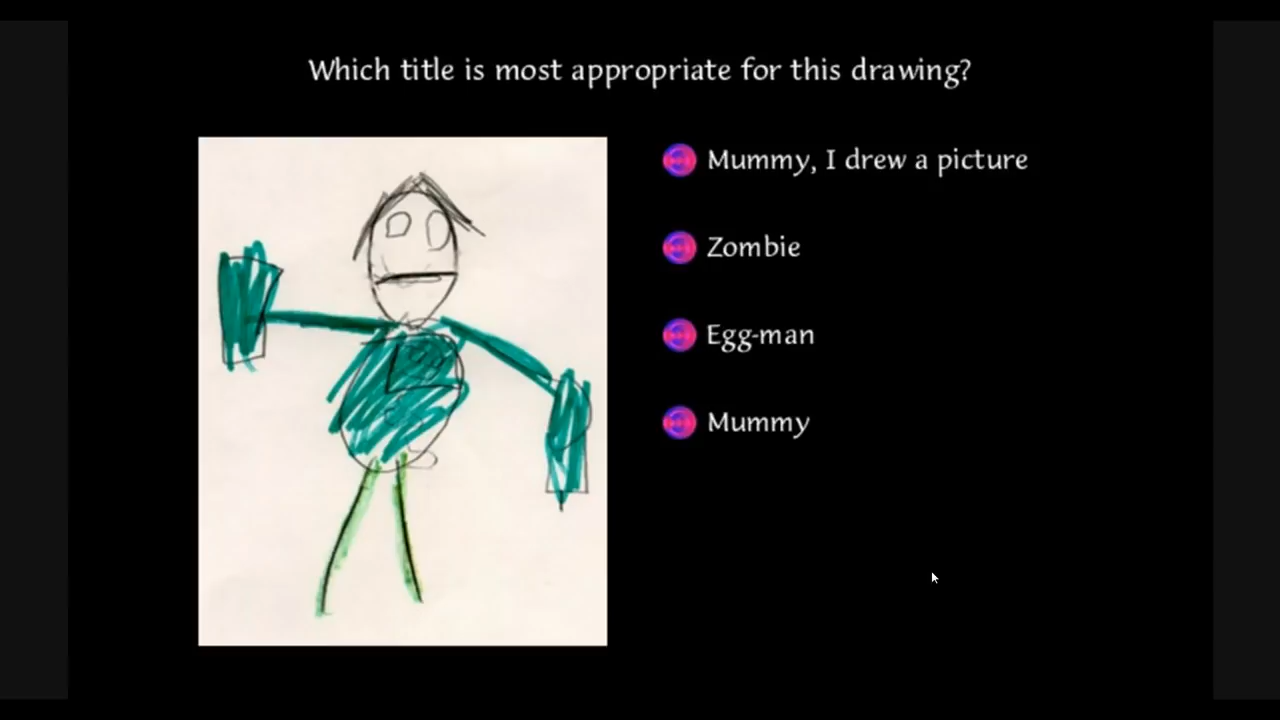 Which title is most appropriate for this drawing?
Mummy, I drew a picture
Zombie
Egg-man
Mummy